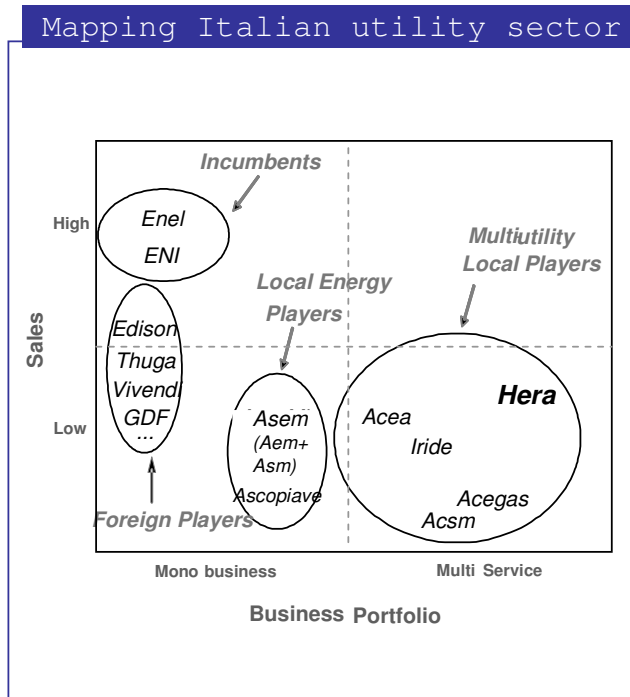 Mapping Italian utility sector
Incumbents
High
Enel
ENI
Multiutility
Local Players
Local Energy
Players
Edison
Thuga
Vivendi
GDF
...
Sales
Low
Asem
(Aem+
Asm)
Ascopiave
Hera
Acea
Iride
Acegas
Acsm
Foreign Players
Mono business
Multi Service
Business Portfolio